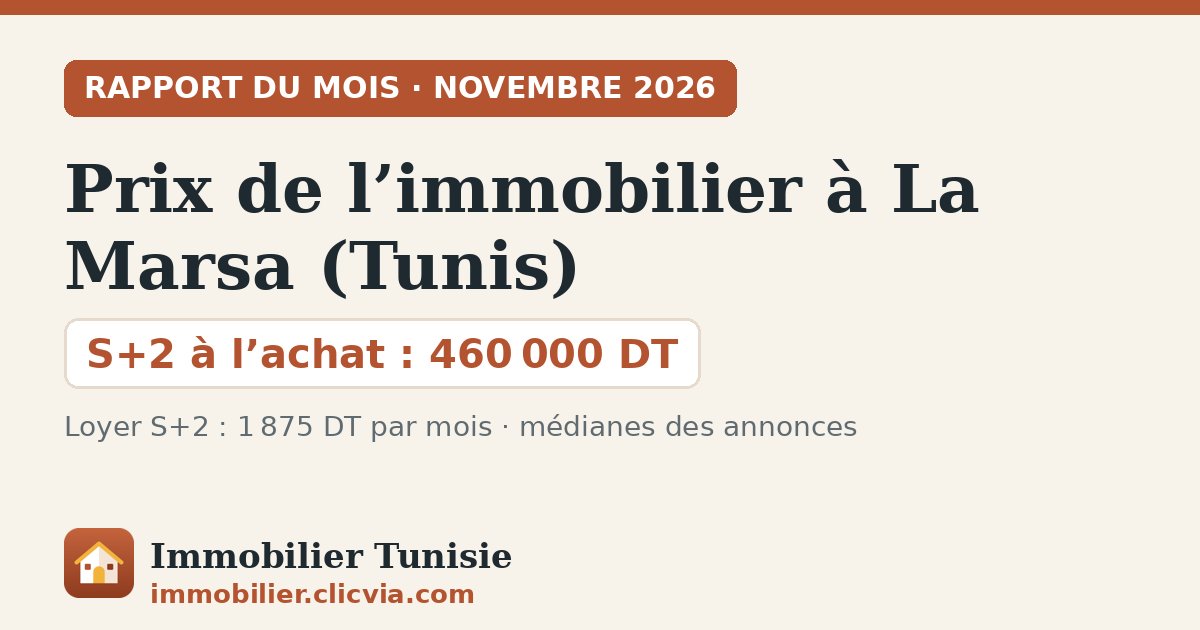 RAPPORT DU MOIS · NOVEMBRE 2026
Prix de l’immobilier à La
Marsa (Tunis)
S+2 à l’achat : 460 000 DT
Loyer S+2 : 1 875 DT par mois · médianes des annonces
Immobilier Tunisie
immobilier.clicvia.com